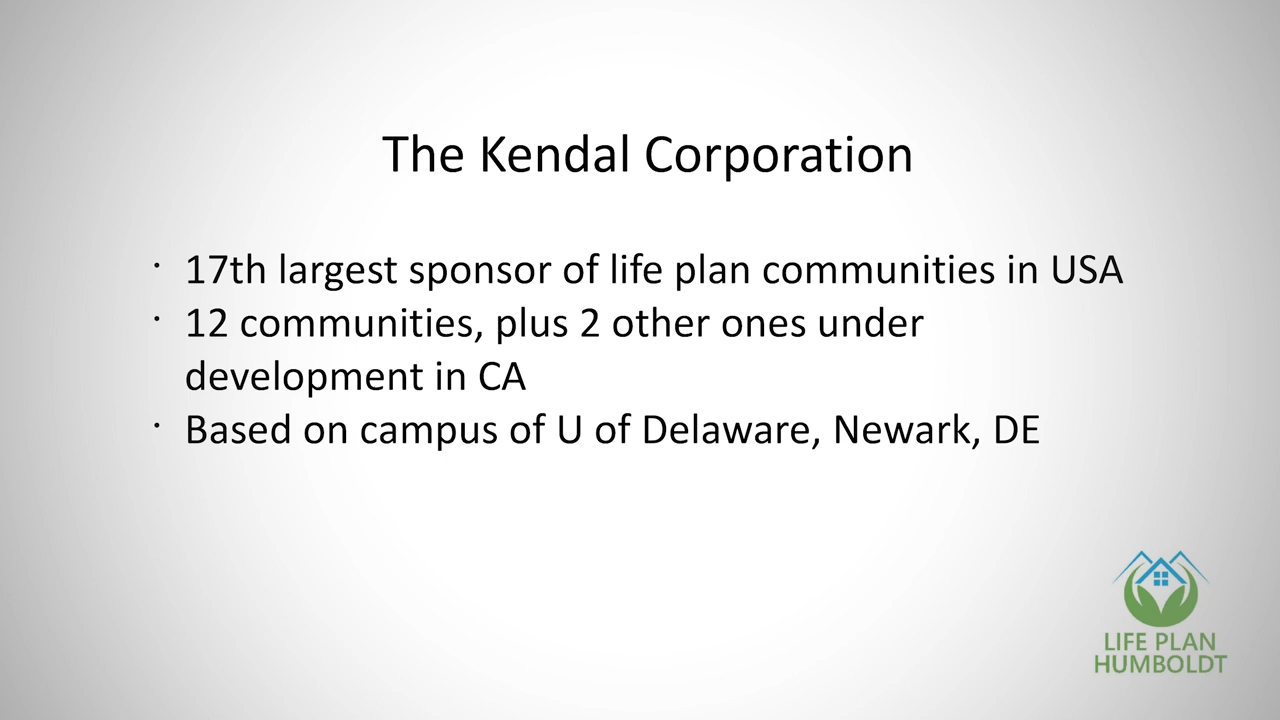 The Kendal Corporation
· 17th largest sponsor of life plan communities in USA
· 12 communities, plus 2 other ones under
development in CA
· Based on campus of U of Delaware, Newark, DE
LIFE PLAN
HUMBOLDT